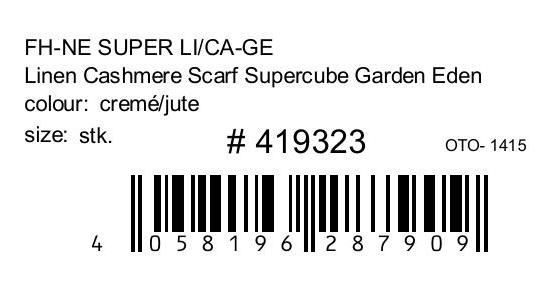 FH-NE SUPER LI/CA-GE
Linen Cashmere Scarf Supercube Garden Eden
colour: cremé/jute
size: stk.
# 419323
OTO- 1415
4 058196 287909